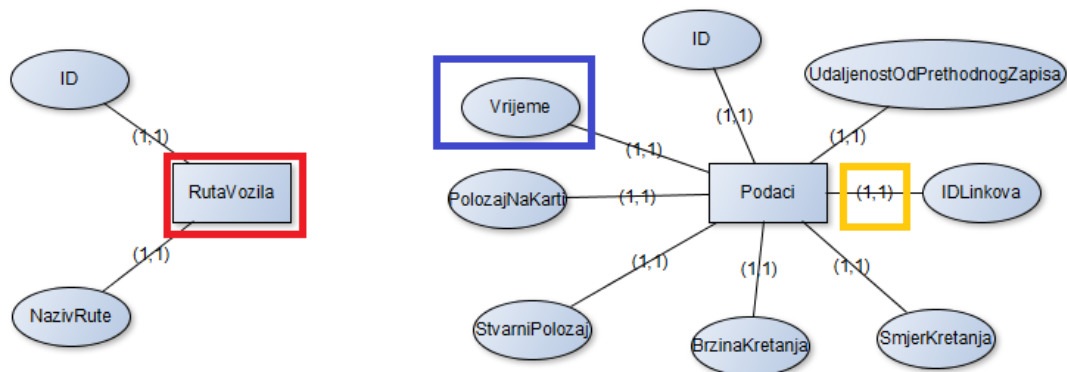 ID
(1,1)
RutaVozila
(1,1)
NazivRute
ID
UdaljenostOdPrethodnogZapisa
Vrijeme
(1,1)
(1,1)
(1,1)
PolozajNaKarti
(1,1)
Podaci
(1,1)
IDLinkova
(1,1)
(1,1)
(1,1)
StvarniPolozaj
BrzinaKretanja
SmjerKretanja